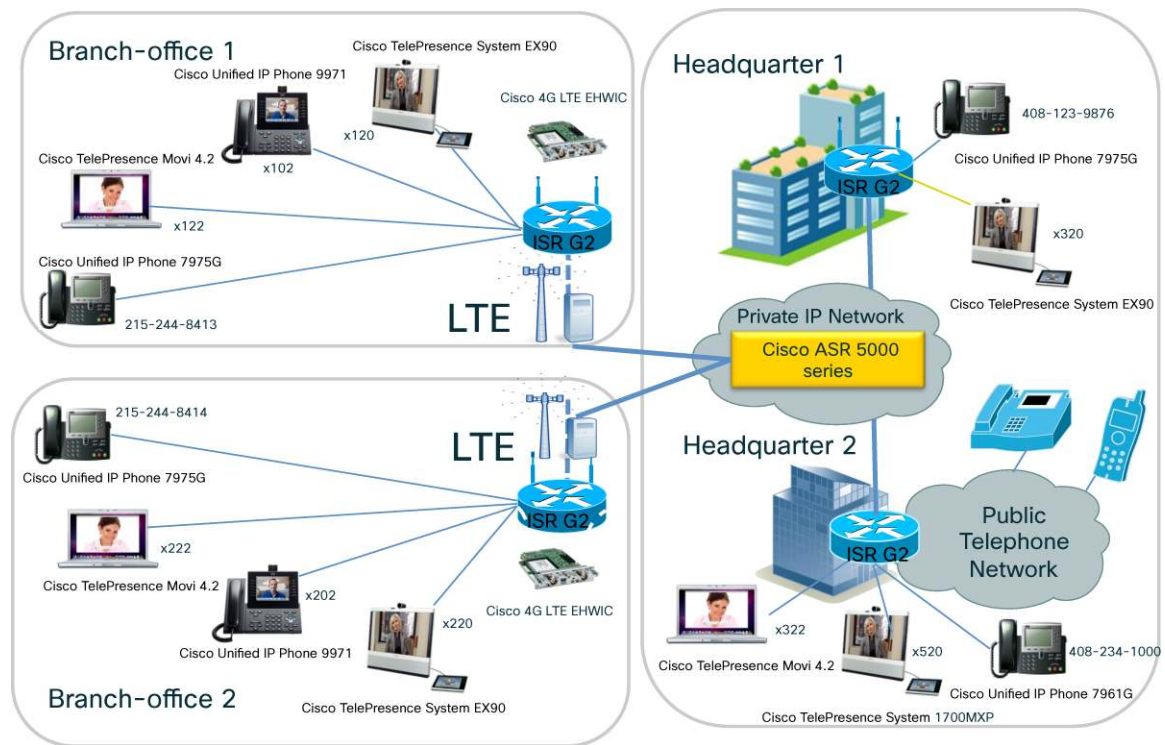 Branch-office 1
Cisco TelePresence System EX90
Cisco Unified IP Phone 9971
Cisco 4G LTE EHWIC
x120
Cisco TelePresence Movi 4.2
x102
x122
ISR G2
Cisco Unified IP Phone 7975G
215-244-8413
LTE
Headquarter 1
408-123-9876
Cisco Unified IP Phone 7975G
ISR G2
x320
Cisco TelePresence System EX90
Private IP Network
Cisco ASR 5000
series
215-244-8414
LTE
Cisco Unified IP Phone 7975G
ISR G2
x222
Cisco TelePresence Movi 4.2
x202
Cisco 4G LTE EHWIC
x220
Cisco Unified IP Phone 9971
Cisco TelePresence System EX90
Branch-office 2
Headquarter 2
Public
Telephone
Network
ISR G2
x322
x520
408-234-1000
Cisco TelePresence Movi 4.2
Cisco Unified IP Phone 7961G
Cisco TelePresence System 1700MXP